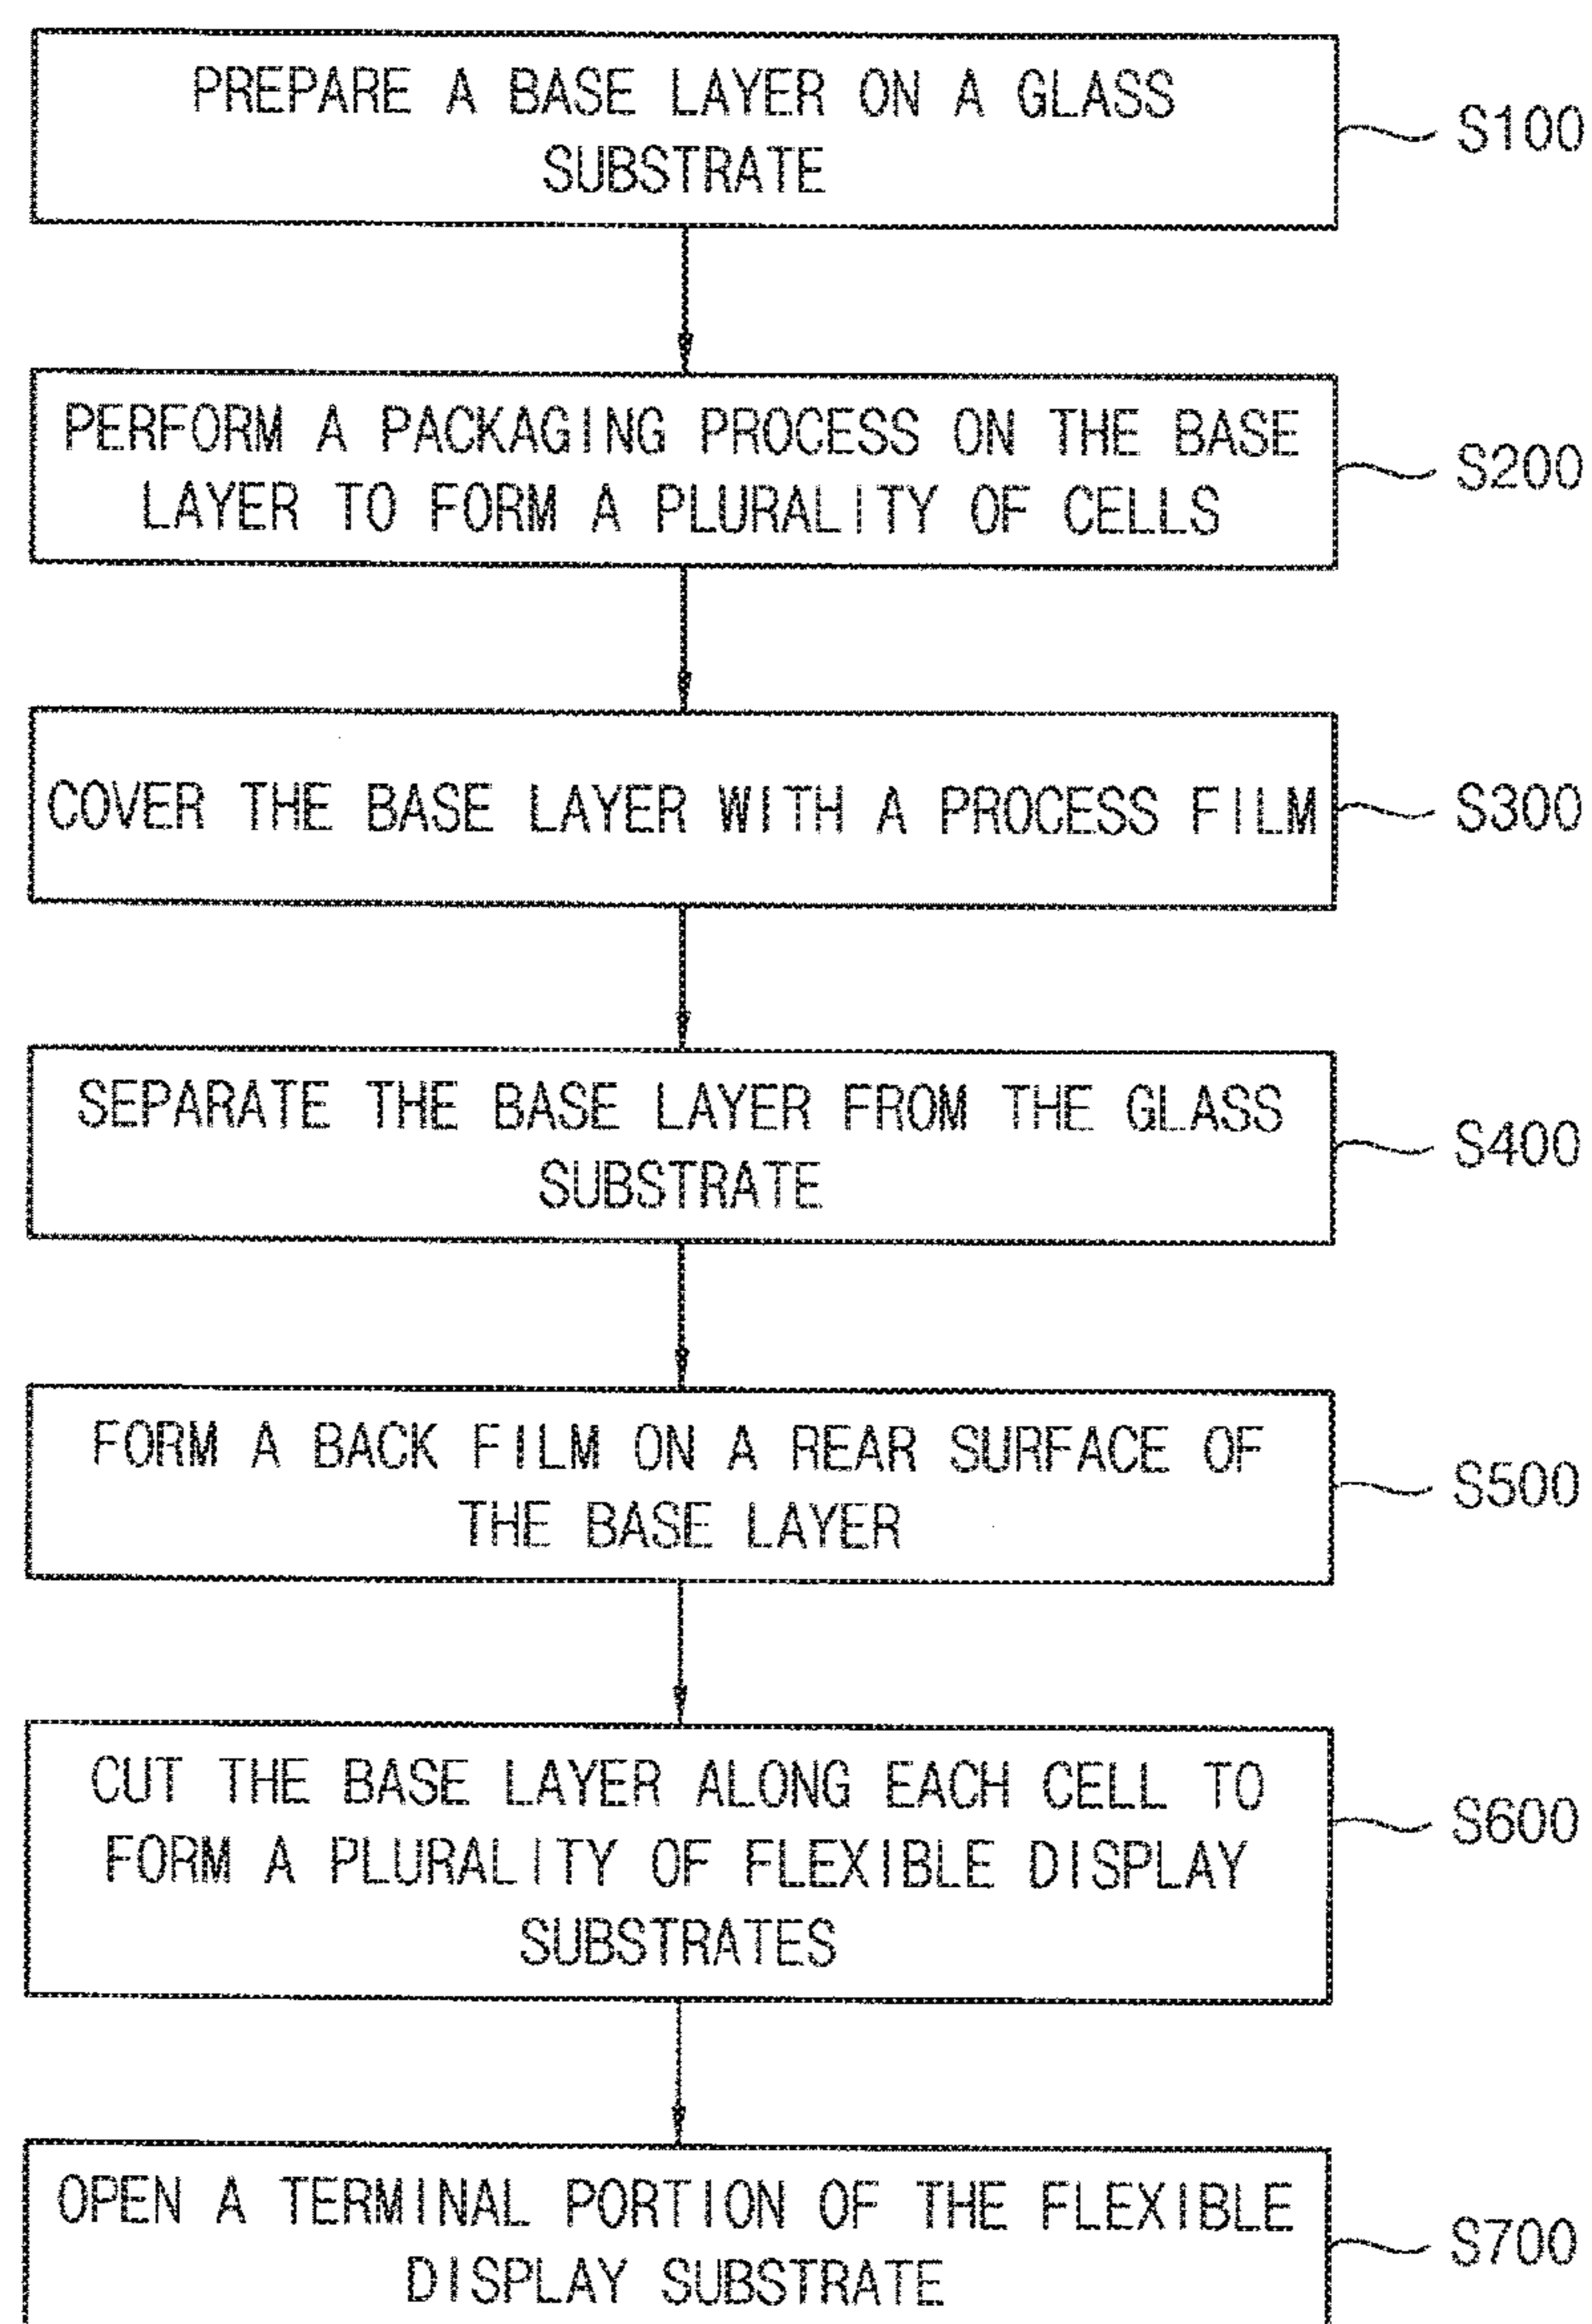 PREPARE A BASE LAYER ON A GLASS
SUBSTRATE
S100
PERFORM A PACKAGING PROCESS ON THE BASE
LAYER TO FORM A PLURALITY OF CELLS
S200
COVER THE BASE LAYER WITH A PROCESS FILM
S300
SEPARATE THE BASE LAYER FROM THE GLASS
SUBSTRATE
S400
FORM A BACK FILM ON A REAR SURFACE OF
THE BASE LAYER
S500
CUT THE BASE LAYER ALONG EACH CELL TO
FORM A PLURALITY OF FLEXIBLE DISPLAY
SUBSTRATES
S600
OPEN A TERMINAL PORTION OF THE FLEXIBLE
DISPLAY SUBSTRATE
S700